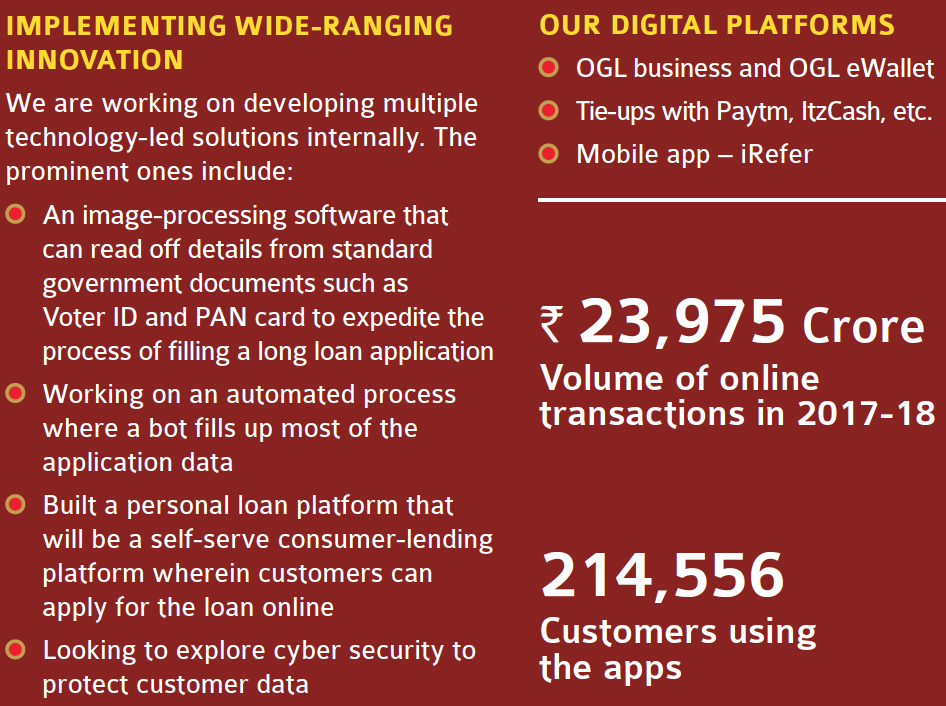 IMPLEMENTING WIDE-RANGING
INNOVATION
We are working on developing multiple
technology-led solutions internally. The
prominent ones include:
An image-processing software that
can read off details from standard
government documents such as
Voter ID and PAN card to expedite the
process of filling a long loan application
Working on an automated process
where a bot fills up most of the
application data
Built a personal loan platform that
will be a self-serve consumer-lending
platform wherein customers can
apply for the loan online
Looking to explore cyber security to
protect customer data
OUR DIGITAL PLATFORMS
OGL business and OGL eWallet
Tie-ups with Paytm, ItzCash, etc.
Mobile app – iRefer
₹ 23,975 Crore
Volume of online
transactions in 2017-18
214,556
Customers using
the apps